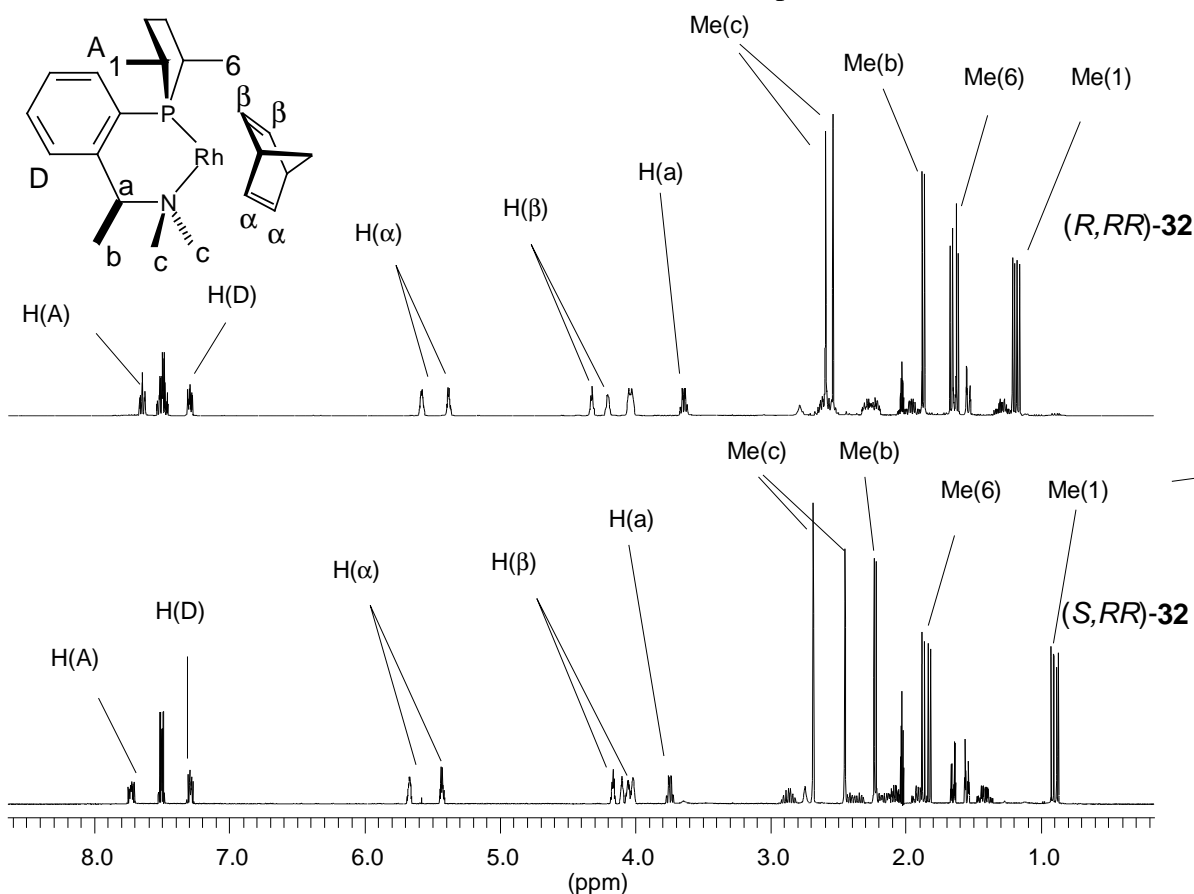 A
1
6
P
β
β
Rh
D
a
N
α
α
b
c
c
H(A)
H(D)
H(α)
H(β)
H(a)
Me(c)
Me(b)
Me(6)
Me(1)
(R,RR)-32
H(A)
H(D)
H(α)
H(β)
H(a)
Me(c)
Me(b)
Me(6)
Me(1)
(S,RR)-32
8.0 7.0 6.0 5.0 4.0 3.0 2.0 1.0
(ppm)